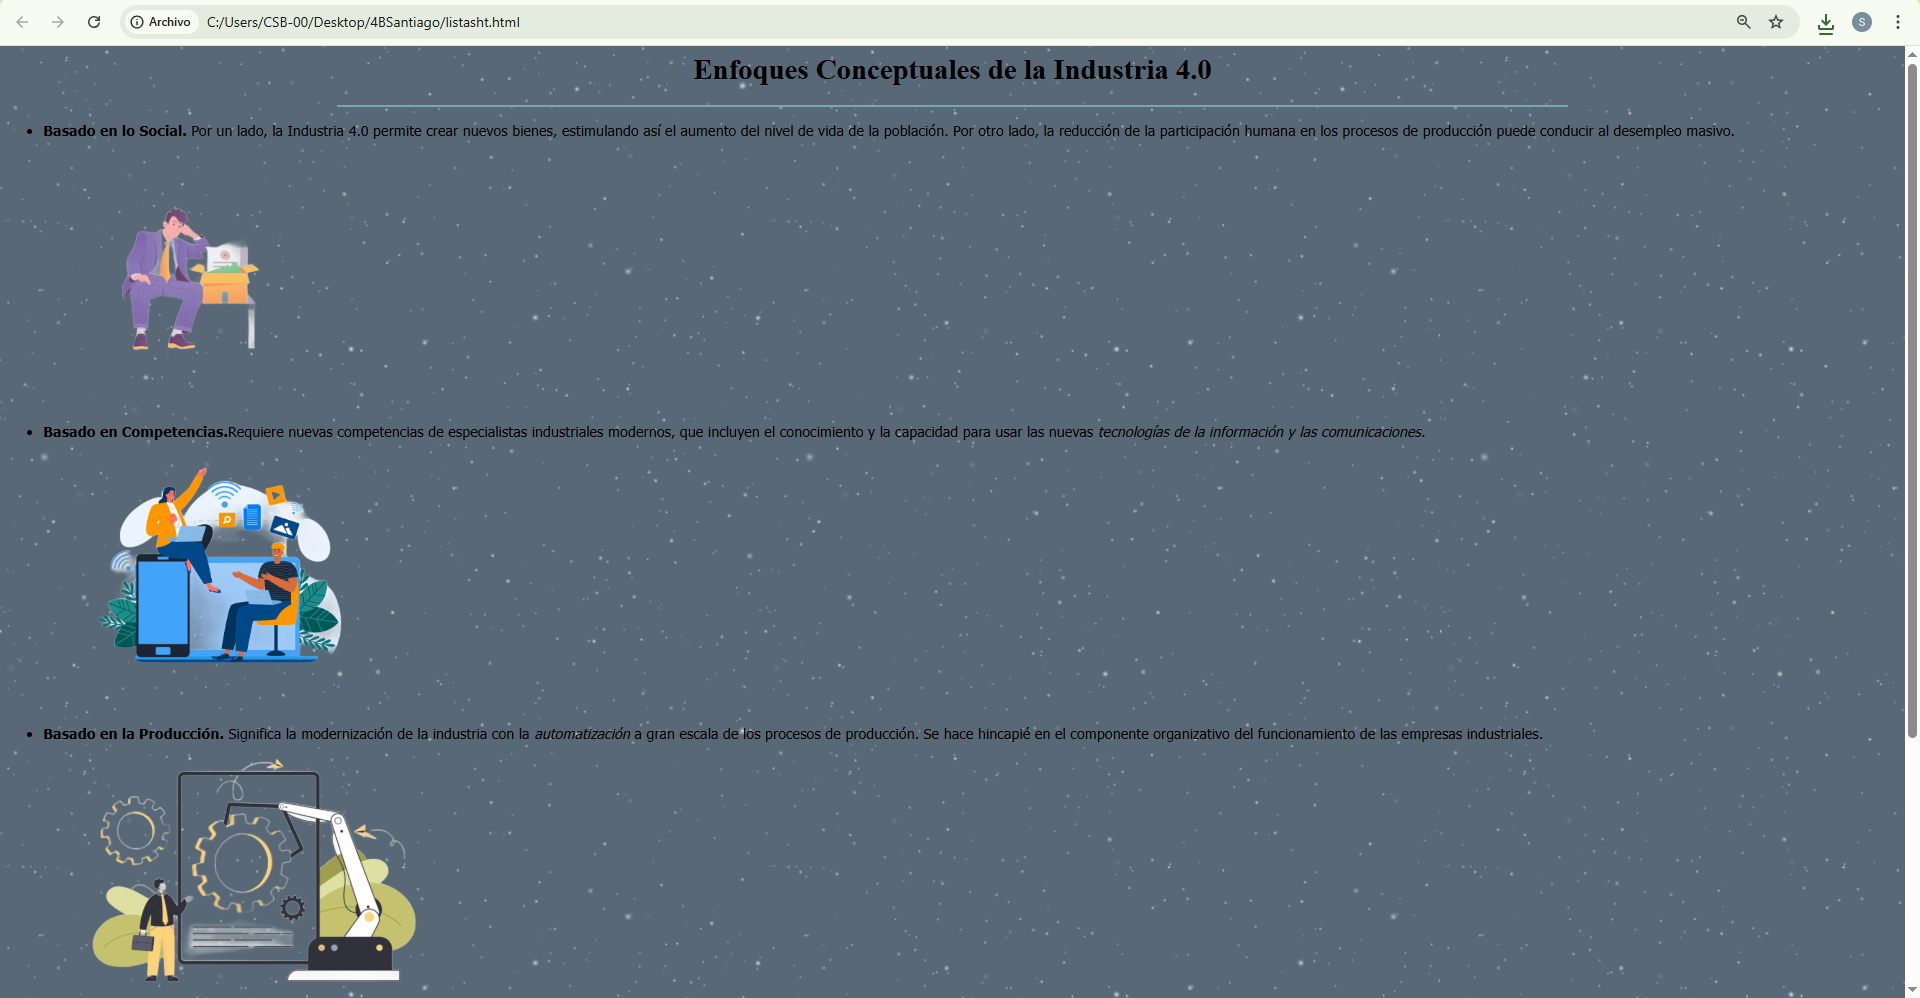 Archivo C:/Users/CSB-00/Desktop/4BSantiago/listasht.html S
Enfoques Conceptuales de la Industria 4.0
• Basado en lo Social. Por un lado, la Industria 4.0 permite crear nuevos bienes, estimulando así el aumento del nivel de vida de la población. Por otro lado, la reducción de la participación humana en los procesos de producción puede conducir al desempleo masivo.
• Basado en Competencias.Requiere nuevas competencias de especialistas industriales modernos, que incluyen el conocimiento y la capacidad para usar las nuevas tecnologías de la información y las comunicaciones.
• Basado en la Producción. Significa la modernización de la industria con la automatización a gran escala de los procesos de producción. Se hace hincapié en el componente organizativo del funcionamiento de las empresas industriales.